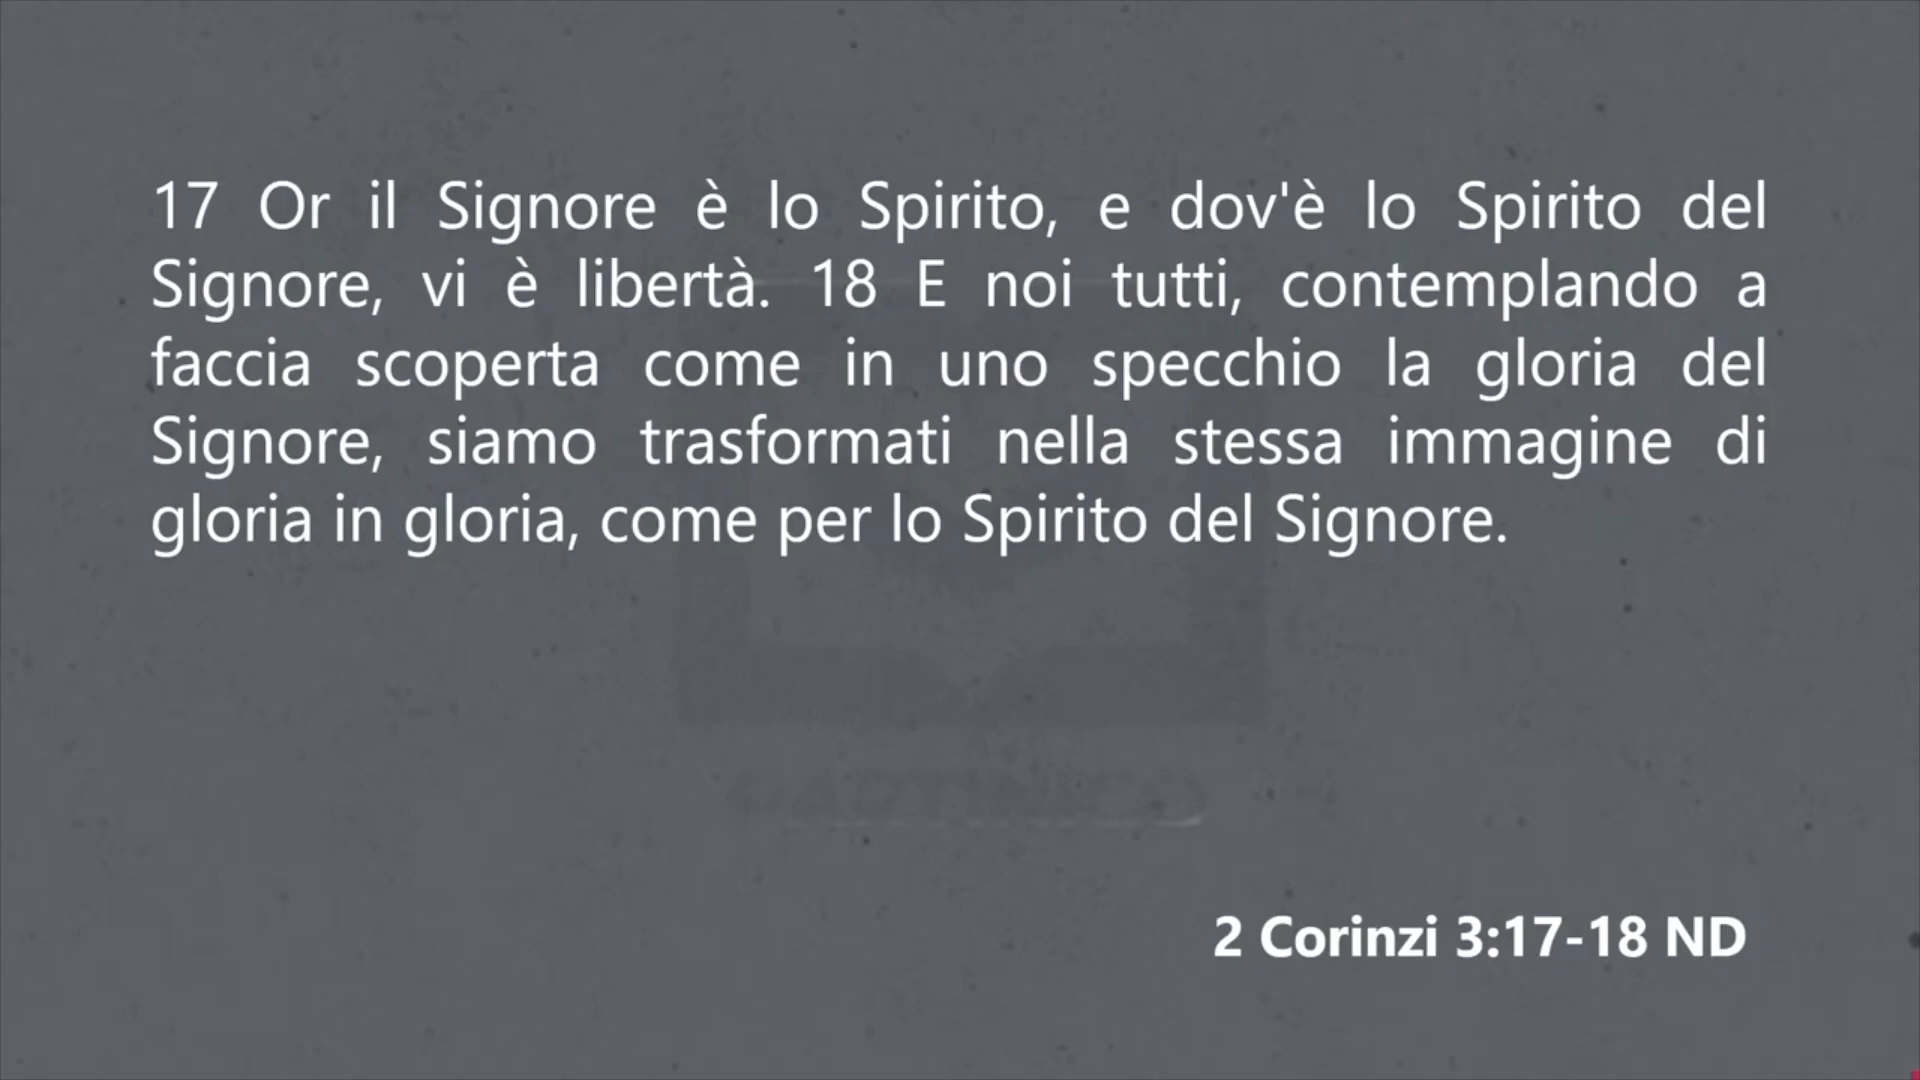 17 Or il Signore è lo Spirito, e dov'è lo Spirito del
Signore, vi è libertà. 18 E noi tutti, contemplando a
faccia scoperta come in uno specchio la gloria del
Signore, siamo trasformati nella stessa immagine di
gloria in gloria, come per lo Spirito del Signore.
PARTINICO
2 Corinzi 3:17-18 ND